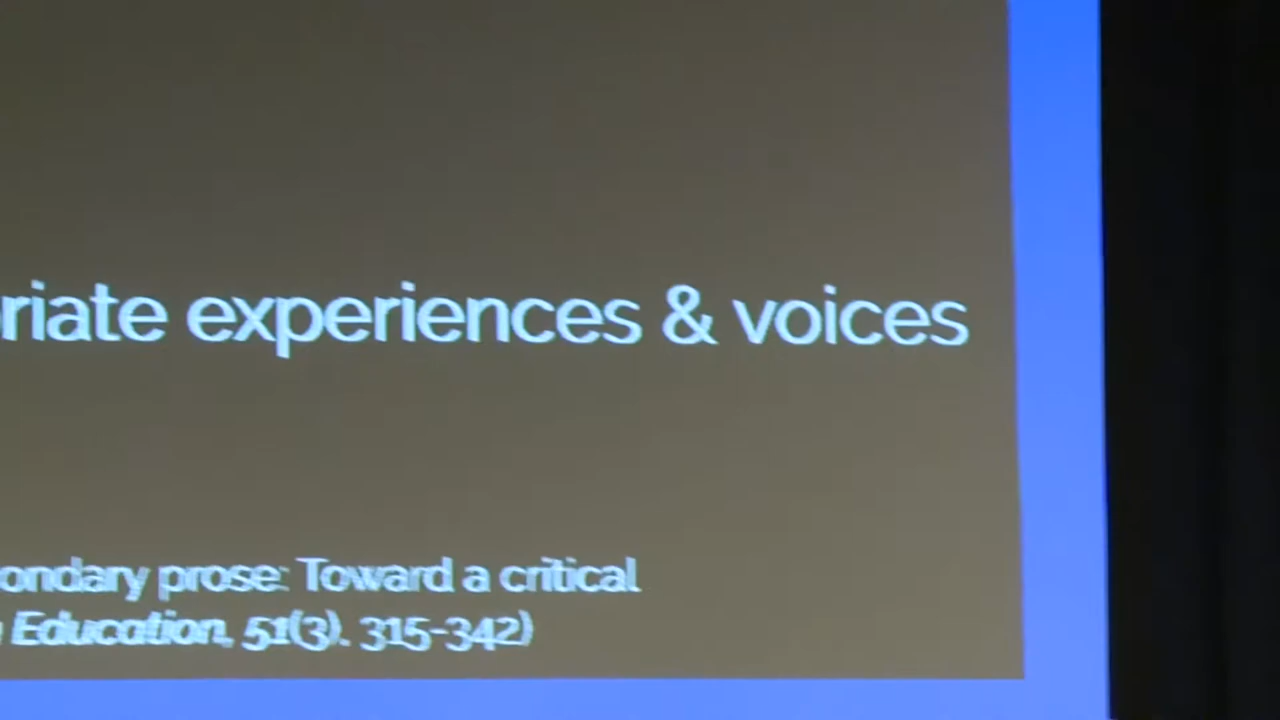 riate experiences & voices
ondary prose: Toward a critical
Education, 51(3). 315-342)